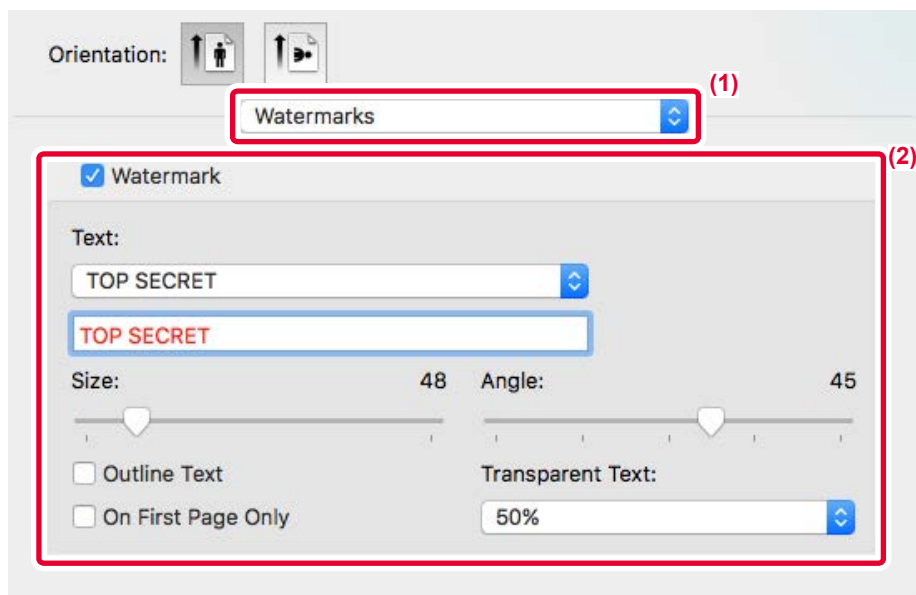 Orientation:
(1)
Watermarks
(2)
Watermark
Text:
TOP SECRET
TOP SECRET
Size: 48 Angle: 45
Outline Text Transparent Text:
On First Page Only 50%